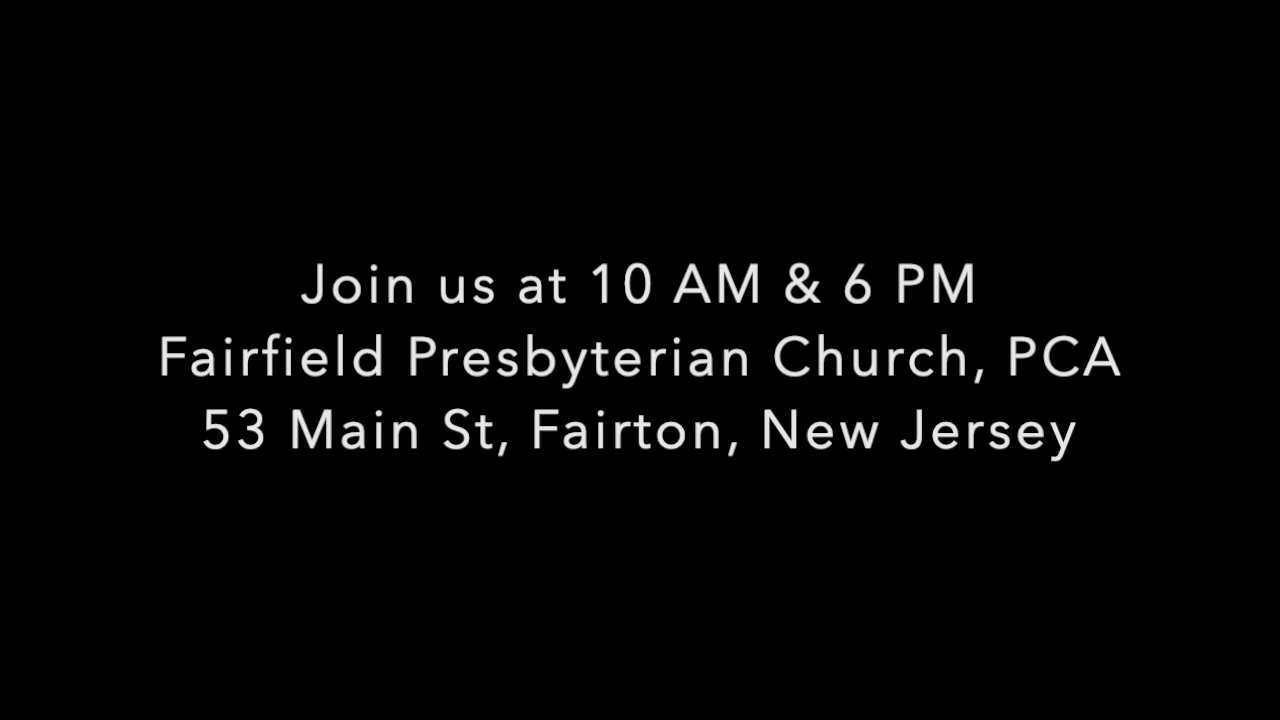 Join us at 10 AM & 6 PM
Fairfield Presbyterian Church, PCA
53 Main St, Fairton, New Jersey